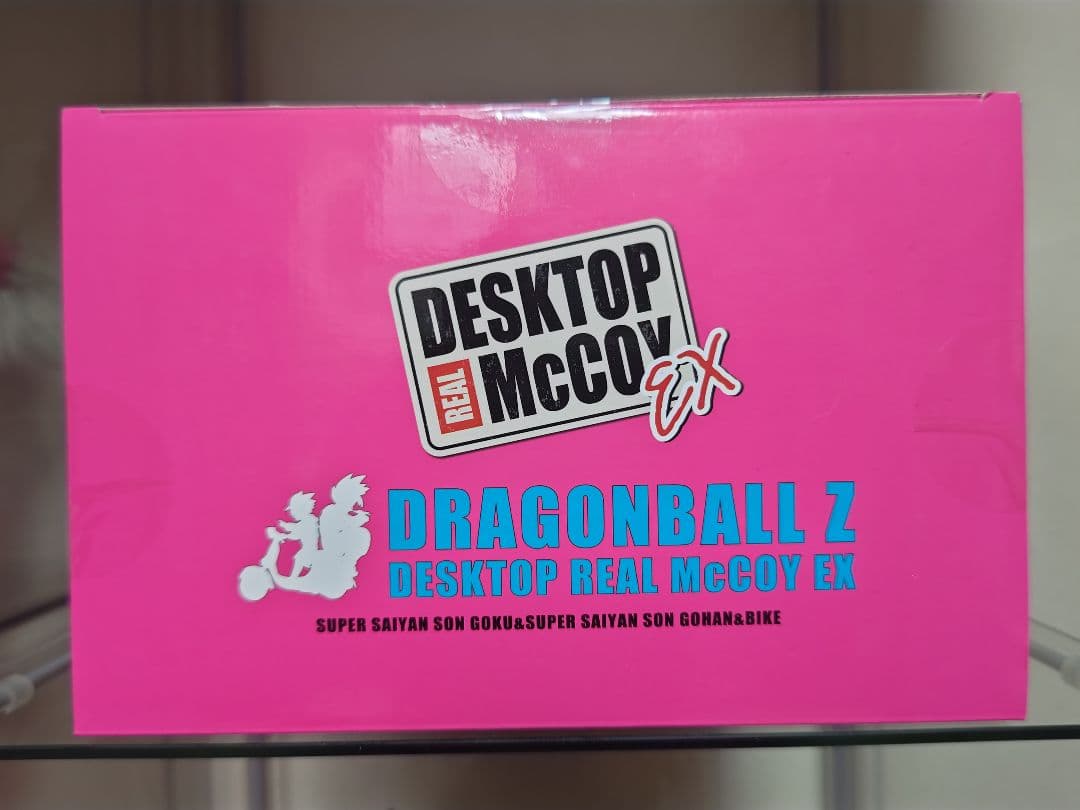 DESKTOP
REAL McCOY EX
DRAGONBALL Z
DESKTOP REAL McCOY EX
SUPER SAIYAN SON GOKU&SUPER SAIYAN SON GOHAN&BIKE